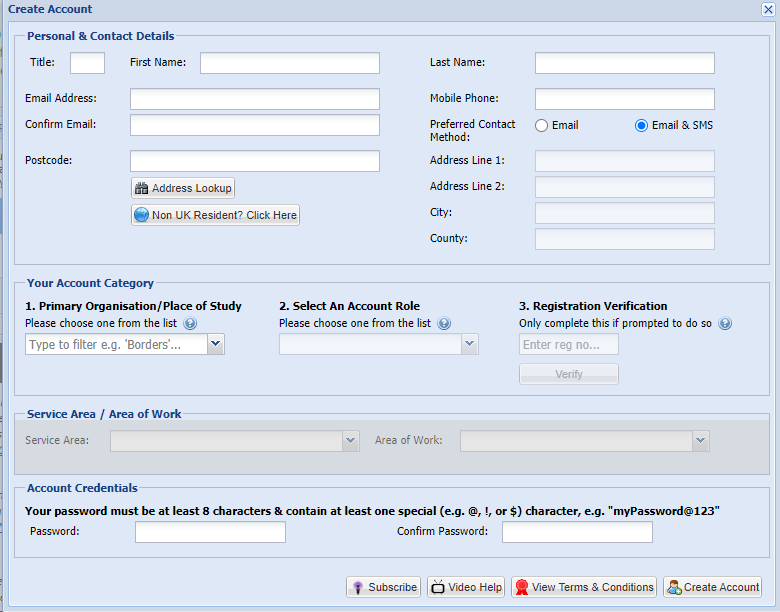 Create Account
Personal & Contact Details
Title: First Name: Last Name:
Email Address: Mobile Phone:
Confirm Email: Preferred Contact Method: Email Email & SMS
Postcode: Address Line 1:
Address Lookup Address Line 2:
Non UK Resident? Click Here City:
County:
Your Account Category
1. Primary Organisation/Place of Study 2. Select An Account Role 3. Registration Verification
Please choose one from the list Please choose one from the list Only complete this if prompted to do so
Type to filter e.g. 'Borders'... Enter reg no...
Verify
Service Area / Area of Work
Service Area: Area of Work:
Account Credentials
Your password must be at least 8 characters & contain at least one special (e.g. @, !, or $) character, e.g. "myPassword@123"
Password: Confirm Password:
Subscribe Video Help View Terms & Conditions Create Account